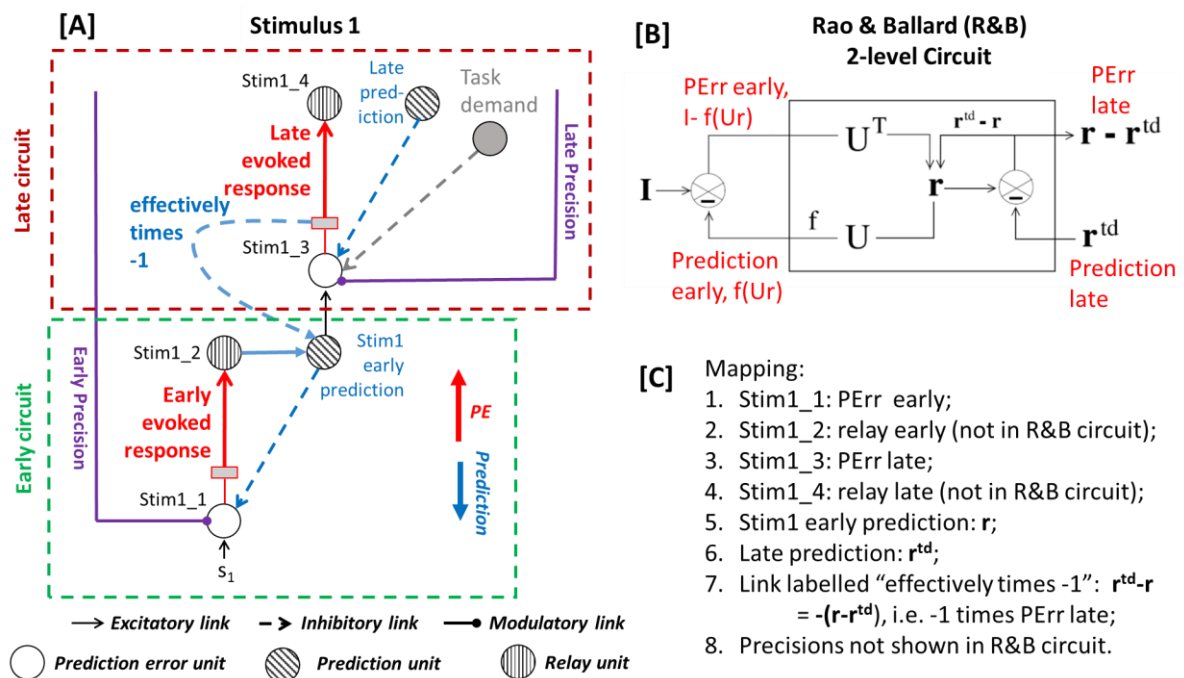 [A]
Stimulus 1
Late circuit
Stim1_4
Late
pred-
iction
Task
demand
Late
evoked
response
Late Precision
effectively
times
-1
Stim1_3
Early circuit
Early Precision
Stim1_2
Stim1
early
prediction
Early
evoked
response
PE
Prediction
Stim1_1
s1
Excitatory link
Inhibitory link
Modulatory link
Prediction error unit
Prediction unit
Relay unit
[B]
Rao & Ballard (R&B)
2-level Circuit
PErr early,
I- f(Ur)
PErr
late
U^T
r^td - r
r - r^td
I
r
f
U
r^td
Prediction
early, f(Ur)
Prediction
late
[C]
Mapping:
1. Stim1_1: PErr early;
2. Stim1_2: relay early (not in R&B circuit);
3. Stim1_3: PErr late;
4. Stim1_4: relay late (not in R&B circuit);
5. Stim1 early prediction: r;
6. Late prediction: r^td;
7. Link labelled “effectively times -1”: r^td-r
= -(r-r^td), i.e. -1 times PErr late;
8. Precisions not shown in R&B circuit.